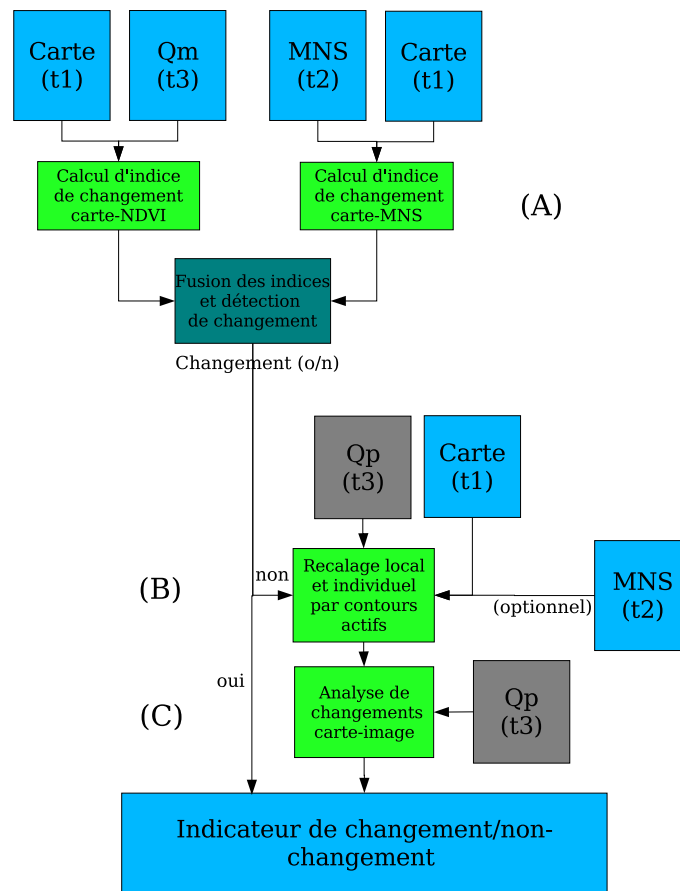 Carte
(t1)
Qm
(t3)
MNS
(t2)
Carte
(t1)
Calcul d'indice
de changement
carte-NDVI
Calcul d'indice
de changement
carte-MNS
(A)
Fusion des indices
et détection
de changement
Changement (o/n)
Qp
(t3)
Carte
(t1)
(B)
non
Recalage local
et individuel
par contours
actifs
(optionnel)
MNS
(t2)
oui
(C)
Analyse de
changements
carte-image
Qp
(t3)
Indicateur de changement/non-
changement